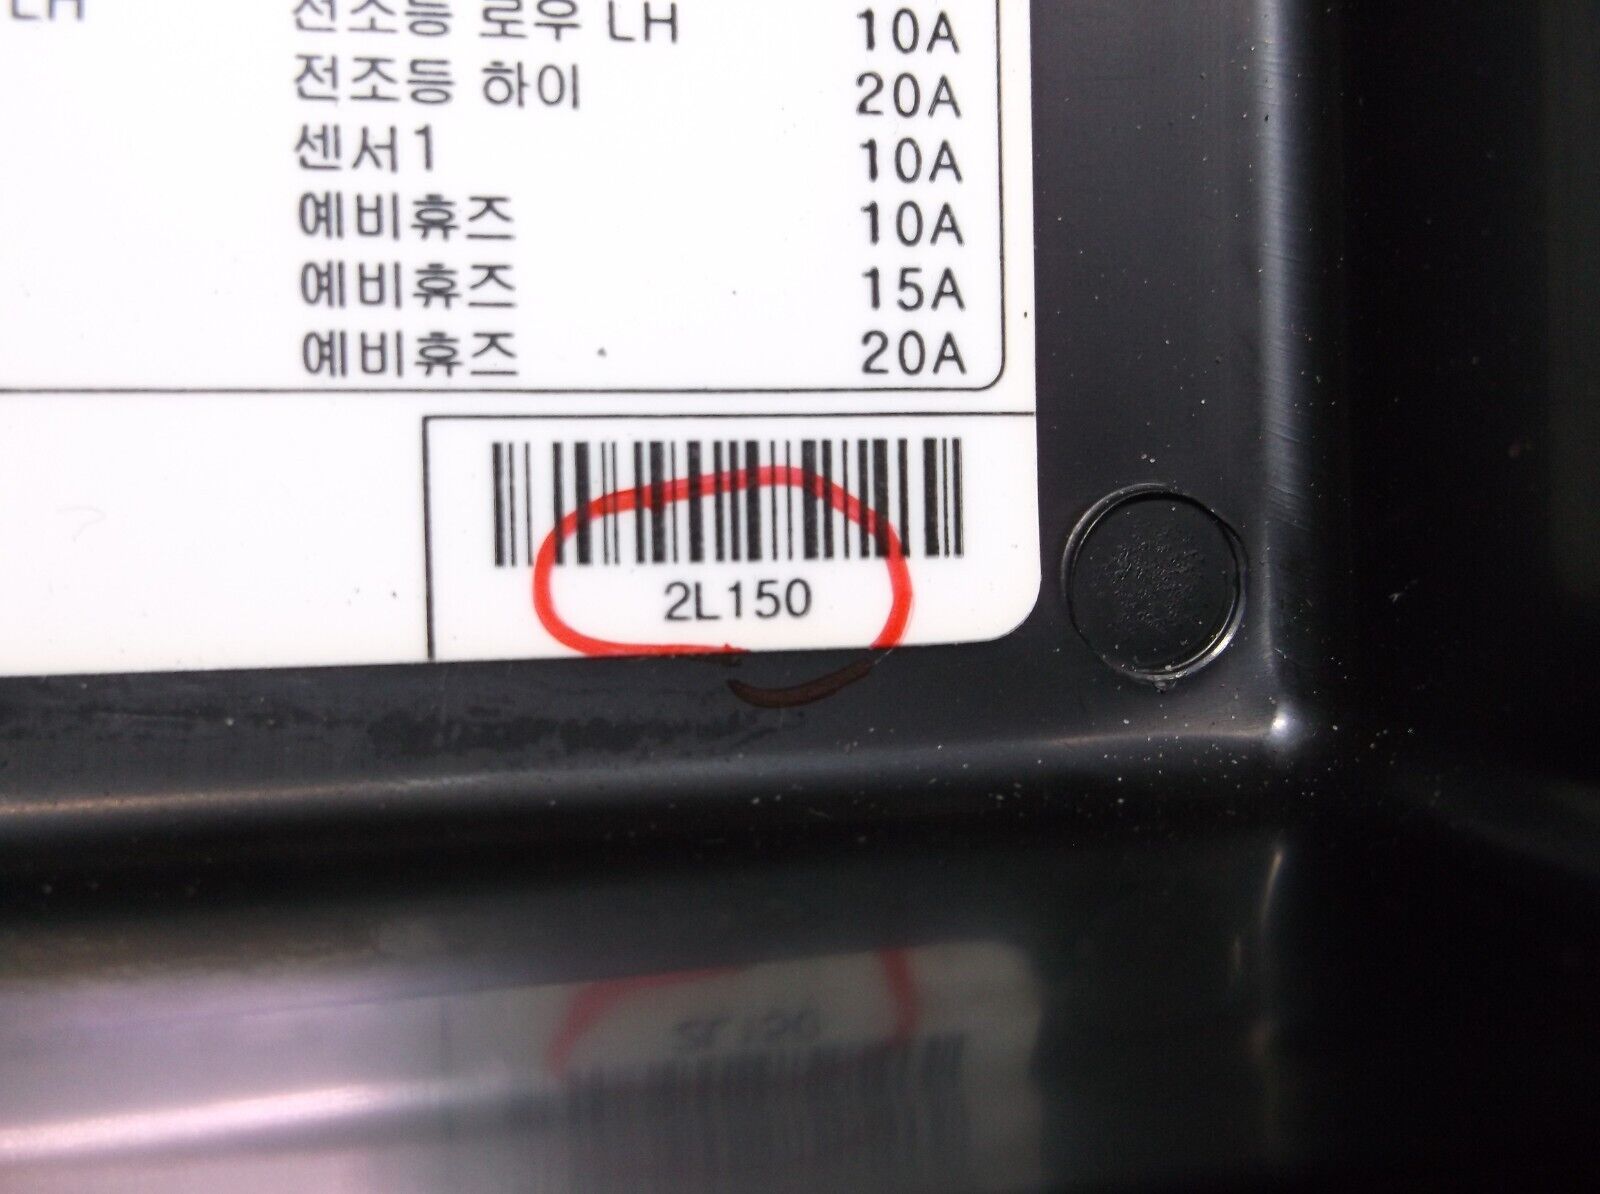 LH 전조등 로우 LH 10A
전조등 하이 20A
센서1 10A
예비휴즈 10A
예비휴즈 15A
예비휴즈 20A
2L150